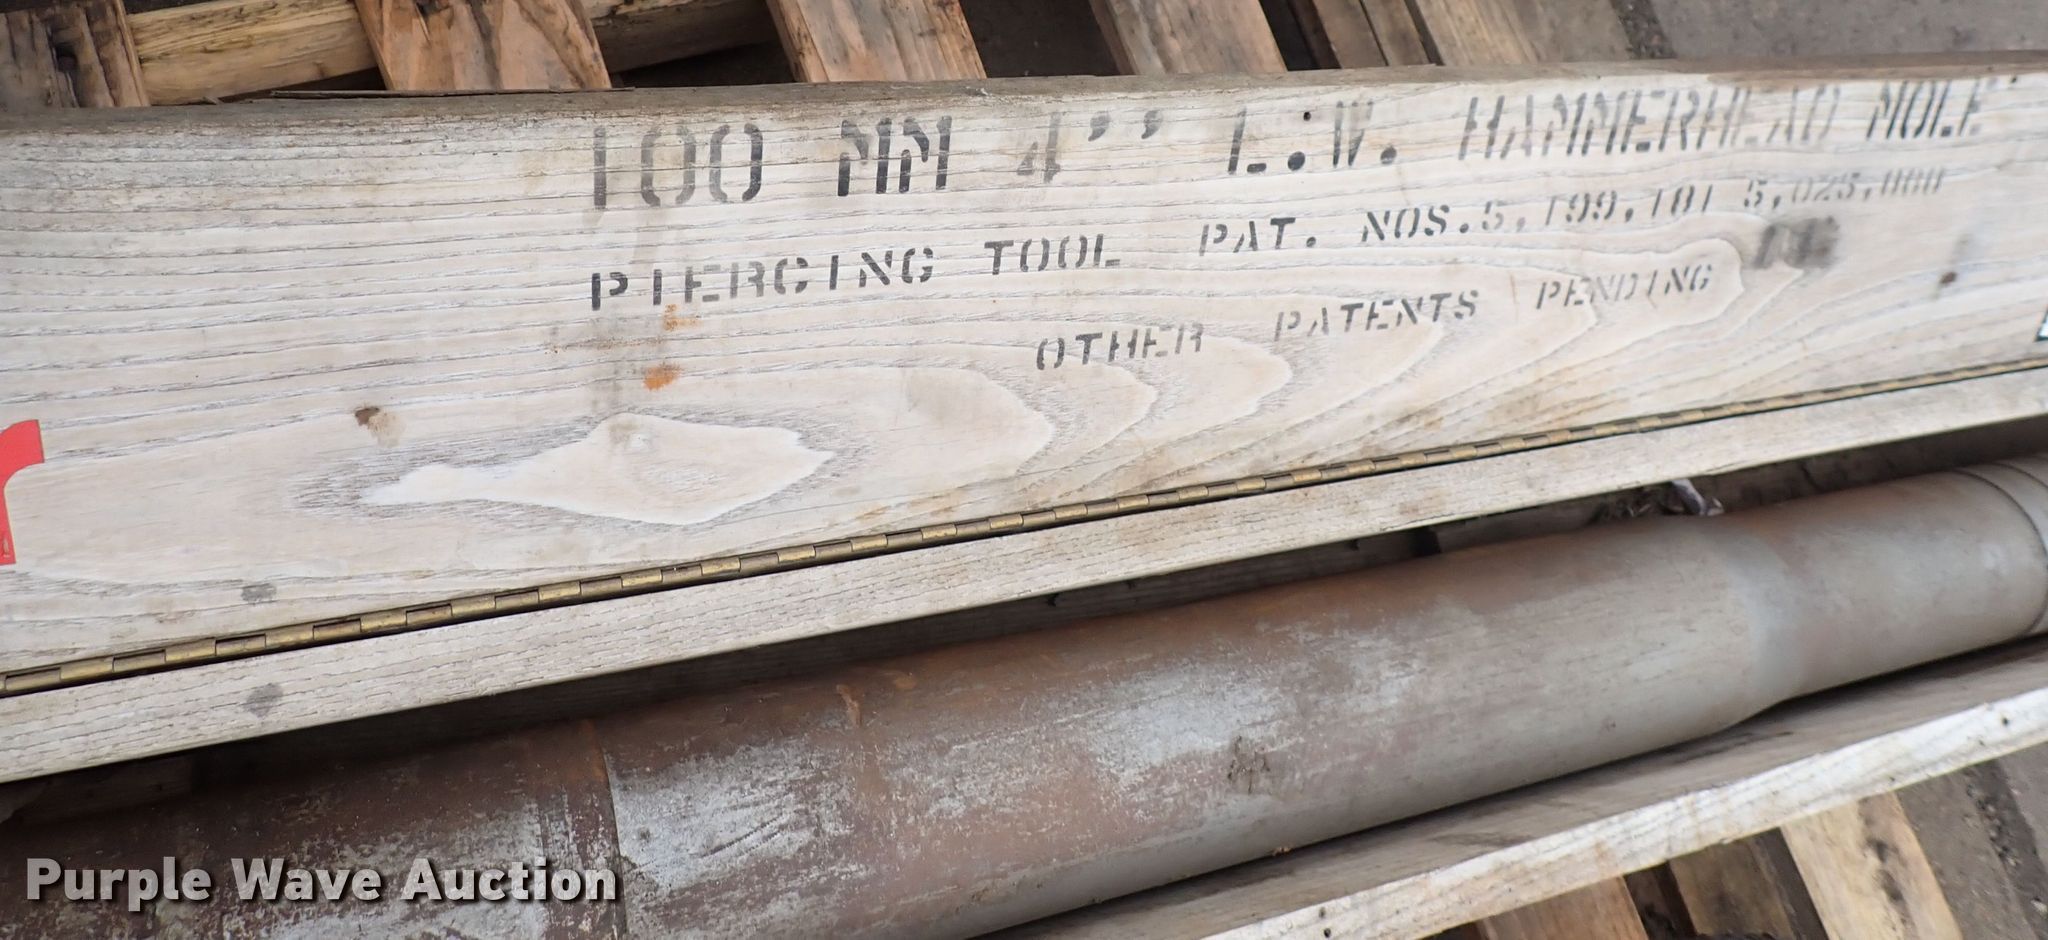 100 MM 4'' L.W. HAMMERHEAD MOLE
PIERCING TOOL PAT. NOS. 5,199,181 5,025,868
OTHER PATENTS PENDING
Purple Wave Auction